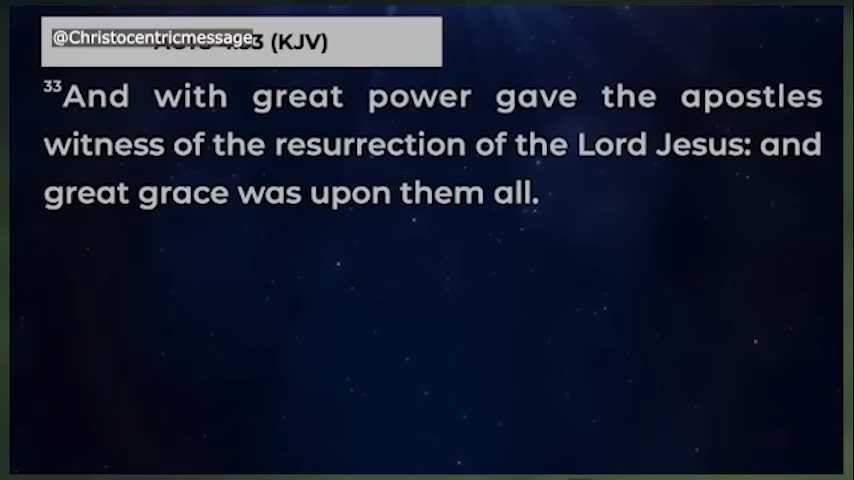 @Christocentricmessage
(KJV)
33And with great power gave the apostles
witness of the resurrection of the Lord Jesus: and
great grace was upon them all.